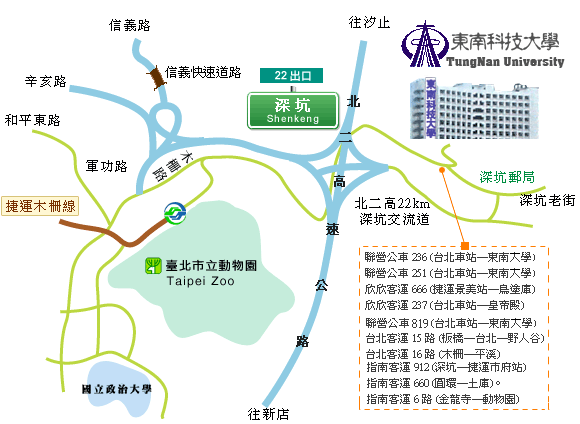 信義路
往汐止
東南科技大學
TungNan University
信義快速道路
22 出口
辛亥路
深坑
Shenkeng
東南科技大學
和平東路
軍功路
木柵路
北二高速公路
深坑郵局
深坑老街
捷運木柵線
北二高22km
深坑交流道
臺北市立動物園
Taipei Zoo
聯營公車 236 (台北車站—東南大學)
聯營公車 251 (台北車站—東南大學)
欣欣客運 666 (捷運景美站—烏塗窟)
欣欣客運 237 (台北車站—皇帝殿)
聯營公車 819 (台北車站—東南大學)
台北客運 15 路 (板橋—台北—野人谷)
台北客運 16 路 (木柵—平溪)
指南客運 912 (深坑—捷運市府站)
指南客運 660 (圓環—土庫)。
指南客運 6 路 (金龍寺—動物園)
國立政治大學
往新店